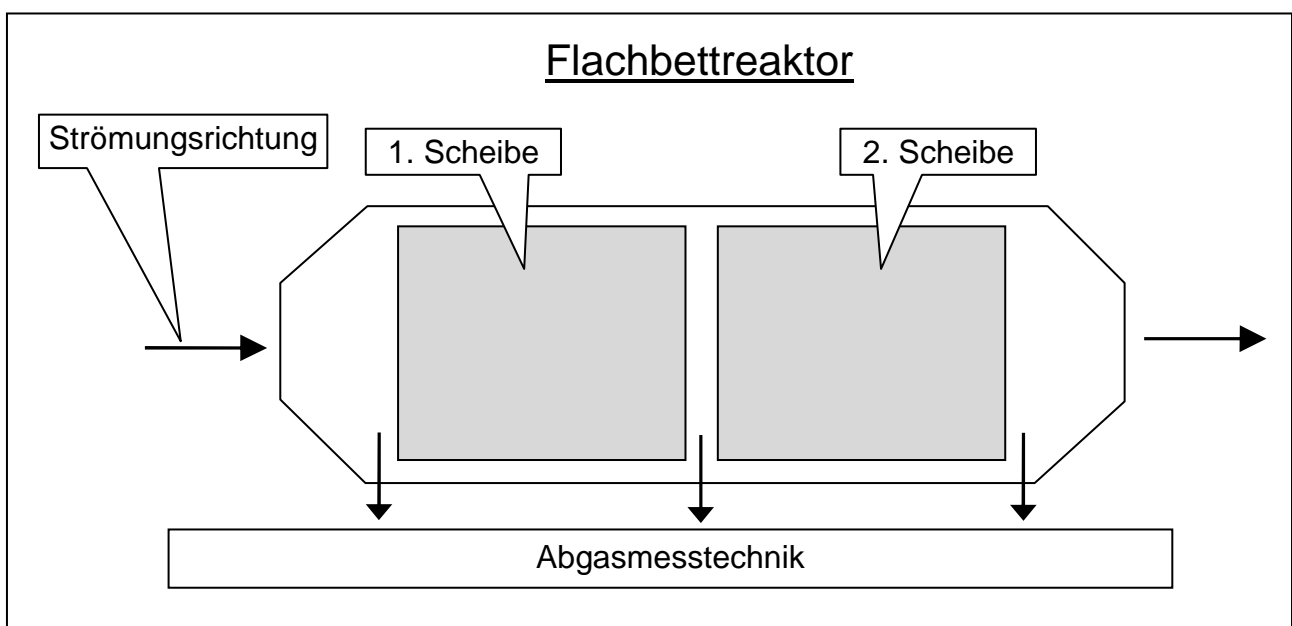 Flachbettreaktor
Strömungsrichtung
1. Scheibe
2. Scheibe
Abgasmesstechnik